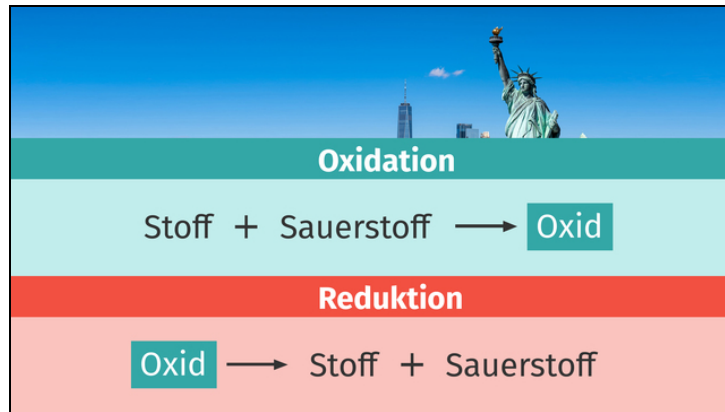 Oxidation
Stoff + Sauerstoff → Oxid
Reduktion
Oxid → Stoff + Sauerstoff